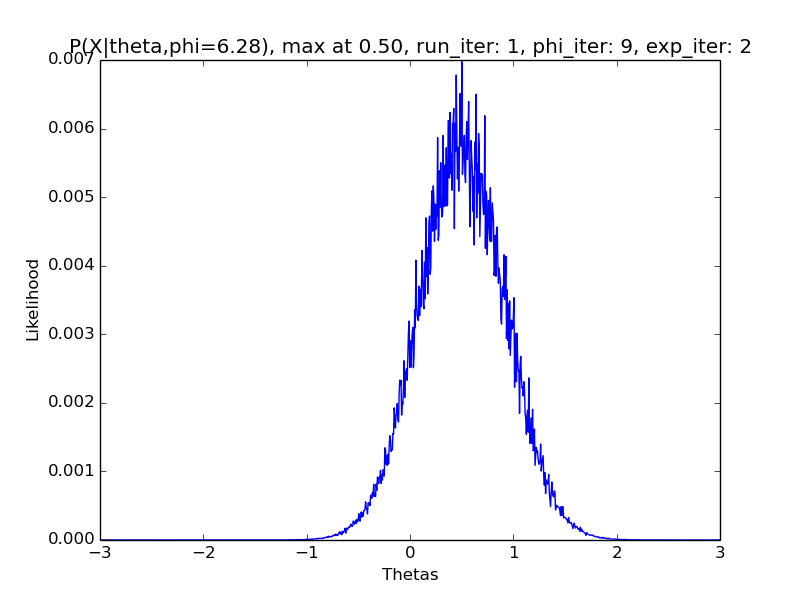 P(X|theta,phi=6.28), max at 0.50, run_iter: 1, phi_iter: 9, exp_iter: 2
0.007
0.006
0.005
0.004
0.003
0.002
0.001
0.000
Likelihood
−3 −2 −1 0 1 2 3
Thetas